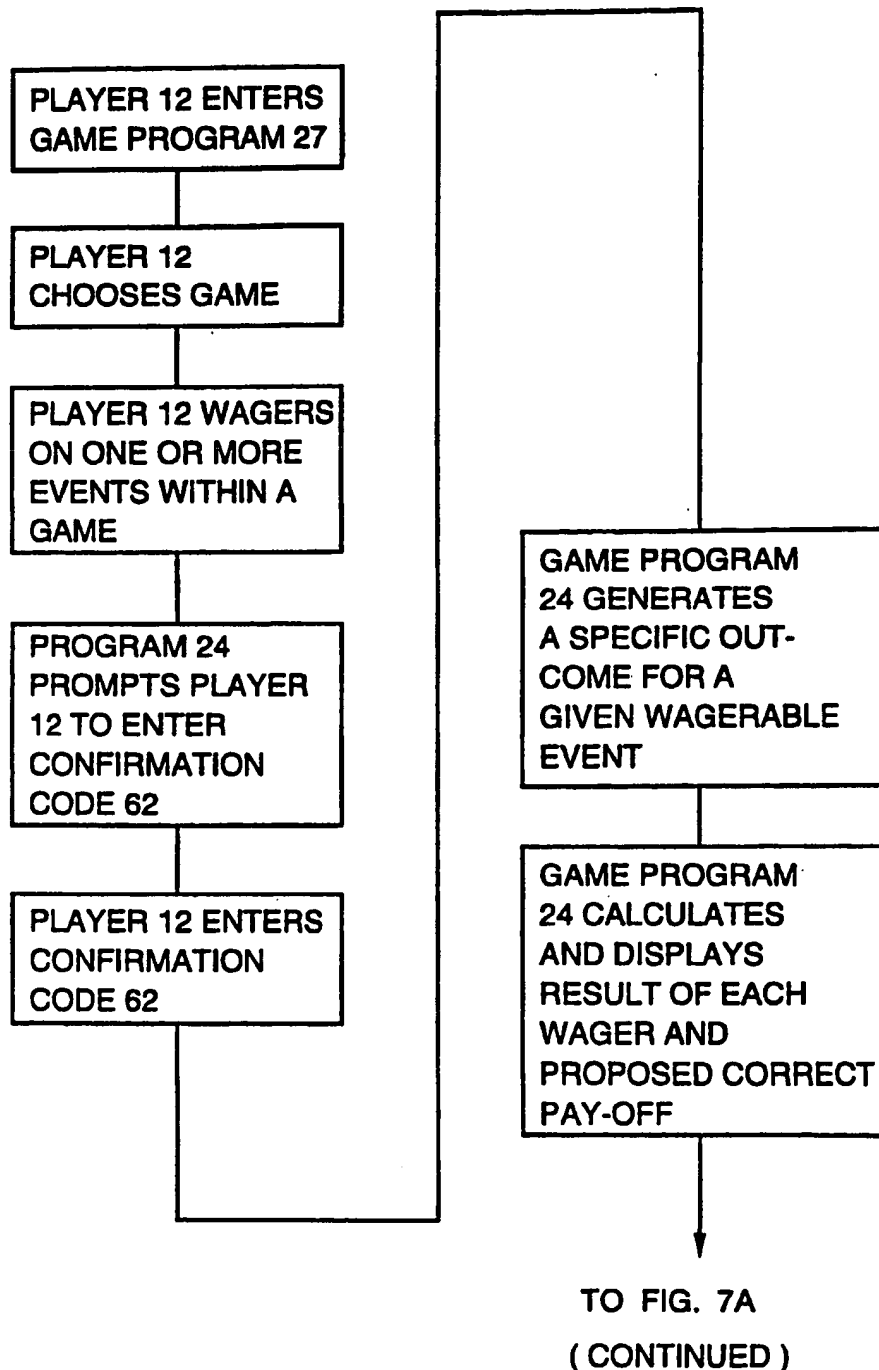 PLAYER 12 ENTERS
GAME PROGRAM 27
PLAYER 12
CHOOSES GAME
PLAYER 12 WAGERS
ON ONE OR MORE
EVENTS WITHIN A
GAME
PROGRAM 24
PROMPTS PLAYER
12 TO ENTER
CONFIRMATION
CODE 62
PLAYER 12 ENTERS
CONFIRMATION
CODE 62
GAME PROGRAM
24 GENERATES
A SPECIFIC OUT-
COME FOR A
GIVEN WAGERABLE
EVENT
GAME PROGRAM
24 CALCULATES
AND DISPLAYS
RESULT OF EACH
WAGER AND
PROPOSED CORRECT
PAY-OFF
TO FIG. 7A
( CONTINUED )